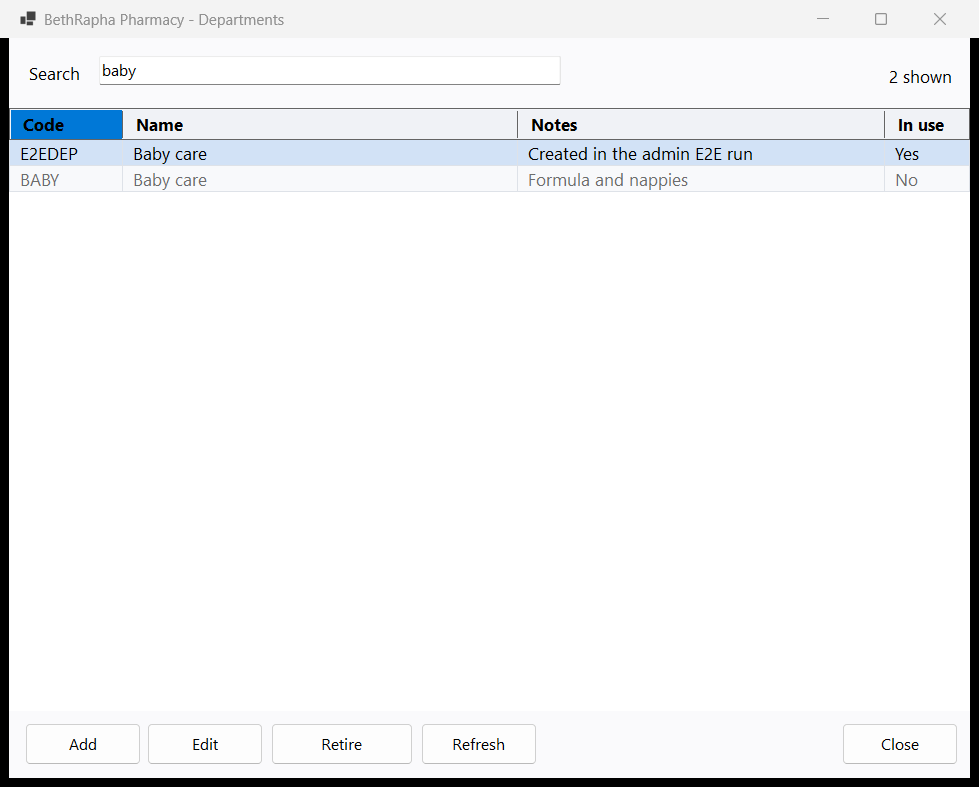 BethRapha Pharmacy - Departments
Search baby 2 shown
Code Name Notes In use
E2EDEP Baby care Created in the admin E2E run Yes
BABY Baby care Formula and nappies No
Add Edit Retire Refresh Close